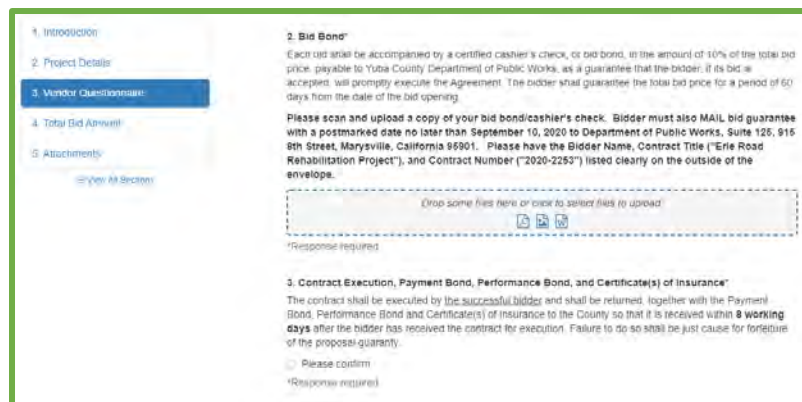 1. Introduction
2. Project Details
3. Vendor Questionnaire
4. Total Bid Amount
5. Attachments
View All Sections
2. Bid Bond*
Each bid shall be accompanied by a certified cashier's check, or bid bond, in the amount of 10% of the total bid
price, payable to Yuba County Department of Public Works, as a guarantee that the bidder, if its bid is
accepted, will promptly execute the Agreement. The bidder shall guarantee the total bid price for a period of 60
days from the date of the bid opening.
Please scan and upload a copy of your bid bond/cashier's check. Bidder must also MAIL bid guarantee
with a postmarked date no later than September 10, 2020 to Department of Public Works, Suite 125, 915
8th Street, Marysville, California 95901. Please have the Bidder Name, Contract Title ("Erle Road
Rehabilitation Project"), and Contract Number ("2020-2253") listed clearly on the outside of the
envelope.
Drop some files here or click to select files to upload
*Response required
3. Contract Execution, Payment Bond, Performance Bond, and Certificate(s) of Insurance*
The contract shall be executed by the successful bidder and shall be returned, together with the Payment
Bond, Performance Bond and Certificate(s) of Insurance to the County so that it is received within 8 working
days after the bidder has received the contract for execution. Failure to do so shall be just cause for forfeiture
of the proposal guaranty.
Please confirm
*Response required